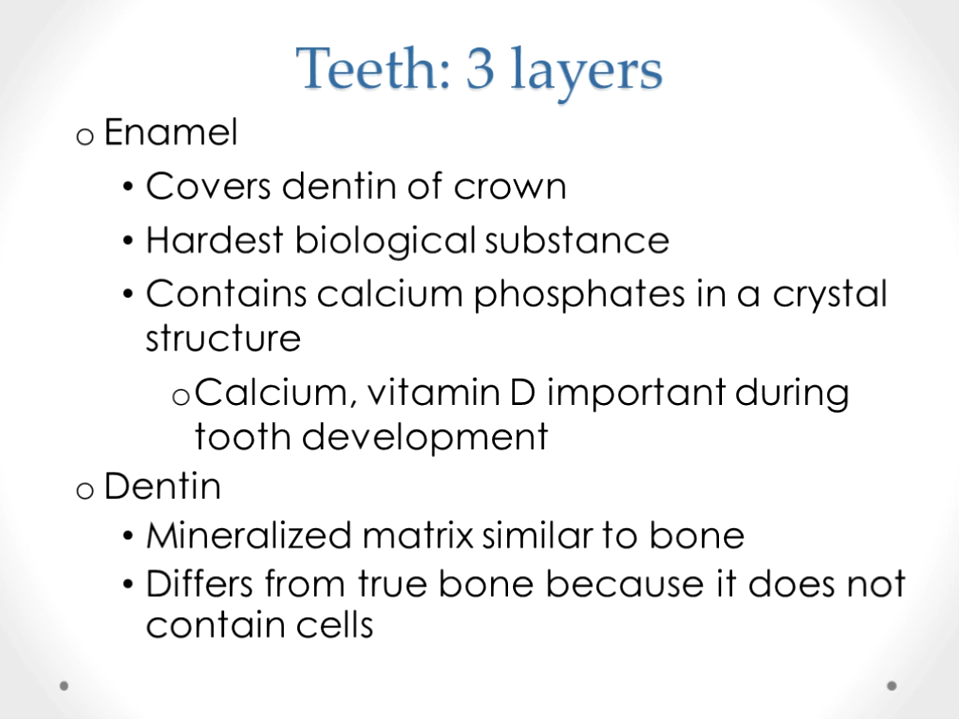 Teeth: 3 layers
o Enamel
• Covers dentin of crown
• Hardest biological substance
• Contains calcium phosphates in a crystal
structure
o Calcium, vitamin D important during
tooth development
o Dentin
• Mineralized matrix similar to bone
• Differs from true bone because it does not
contain cells